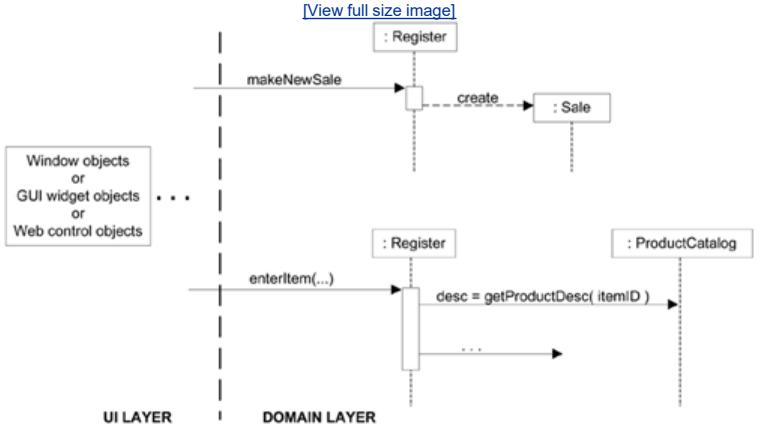 [View full size image]
: Register
makeNewSale
create
: Sale
Window objects
or
GUI widget objects
or
Web control objects
. . .
: Register
: ProductCatalog
enterItem(...)
desc = getProductDesc( itemID )
. . .
UI LAYER
DOMAIN LAYER